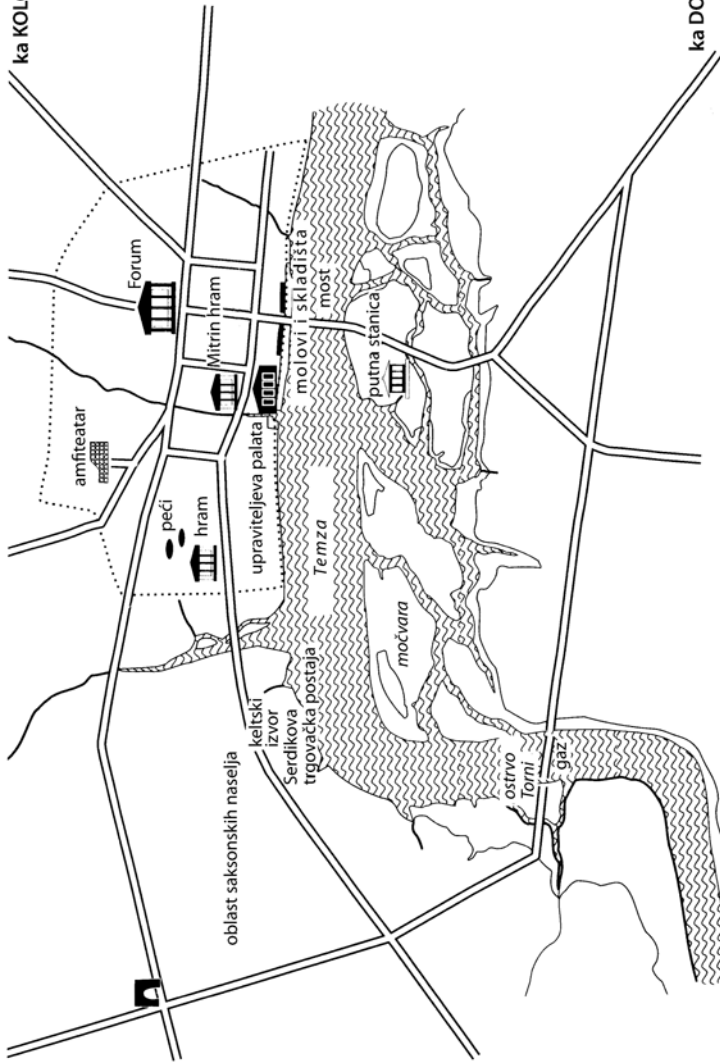 ka KOLO
ka DO
Forum
amfiteatar
Mitrin hram
peći
hram
upraviteljeva palata
molovi i skladišta
most
putna stanica
Temza
močvara
keltski
izvor
Serdikova
trgovačka postaja
oblast saksonskih naselja
ostrvo
Torni
gaz